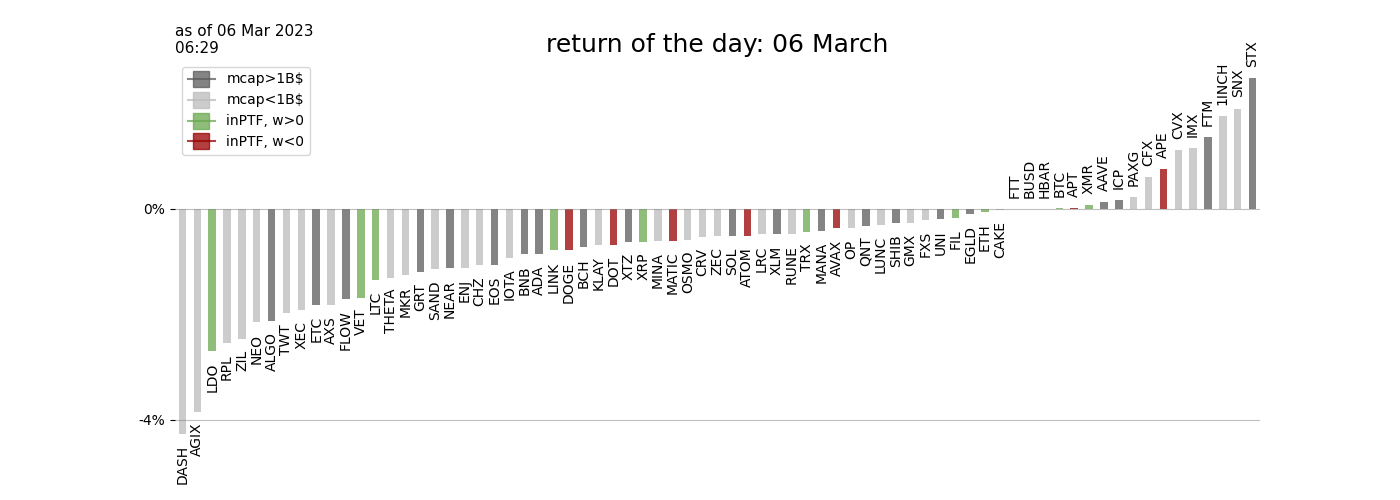 as of 06 Mar 2023
06:29
return of the day: 06 March
mcap>1B$
mcap<1B$
inPTF, w>0
inPTF, w<0
0%
-4%
DASH
AGIX
LDO
RPL
ZIL
NEO
ALGO
TWT
XEC
ETC
AXS
FLOW
VET
LTC
THETA
MKR
GRT
SAND
NEAR
ENJ
CHZ
EOS
IOTA
BNB
ADA
LINK
DOGE
BCH
KLAY
DOT
XTZ
XRP
MINA
MATIC
OSMO
CRV
ZEC
SOL
ATOM
LRC
XLM
RUNE
TRX
MANA
AVAX
OP
QNT
LUNC
SHIB
GMX
FXS
UNI
FIL
EGLD
ETH
CAKE
FTT
BUSD
HBAR
BTC
APT
XMR
AAVE
ICP
PAXG
CFX
APE
CVX
IMX
FTM
1INCH
SNX
STX